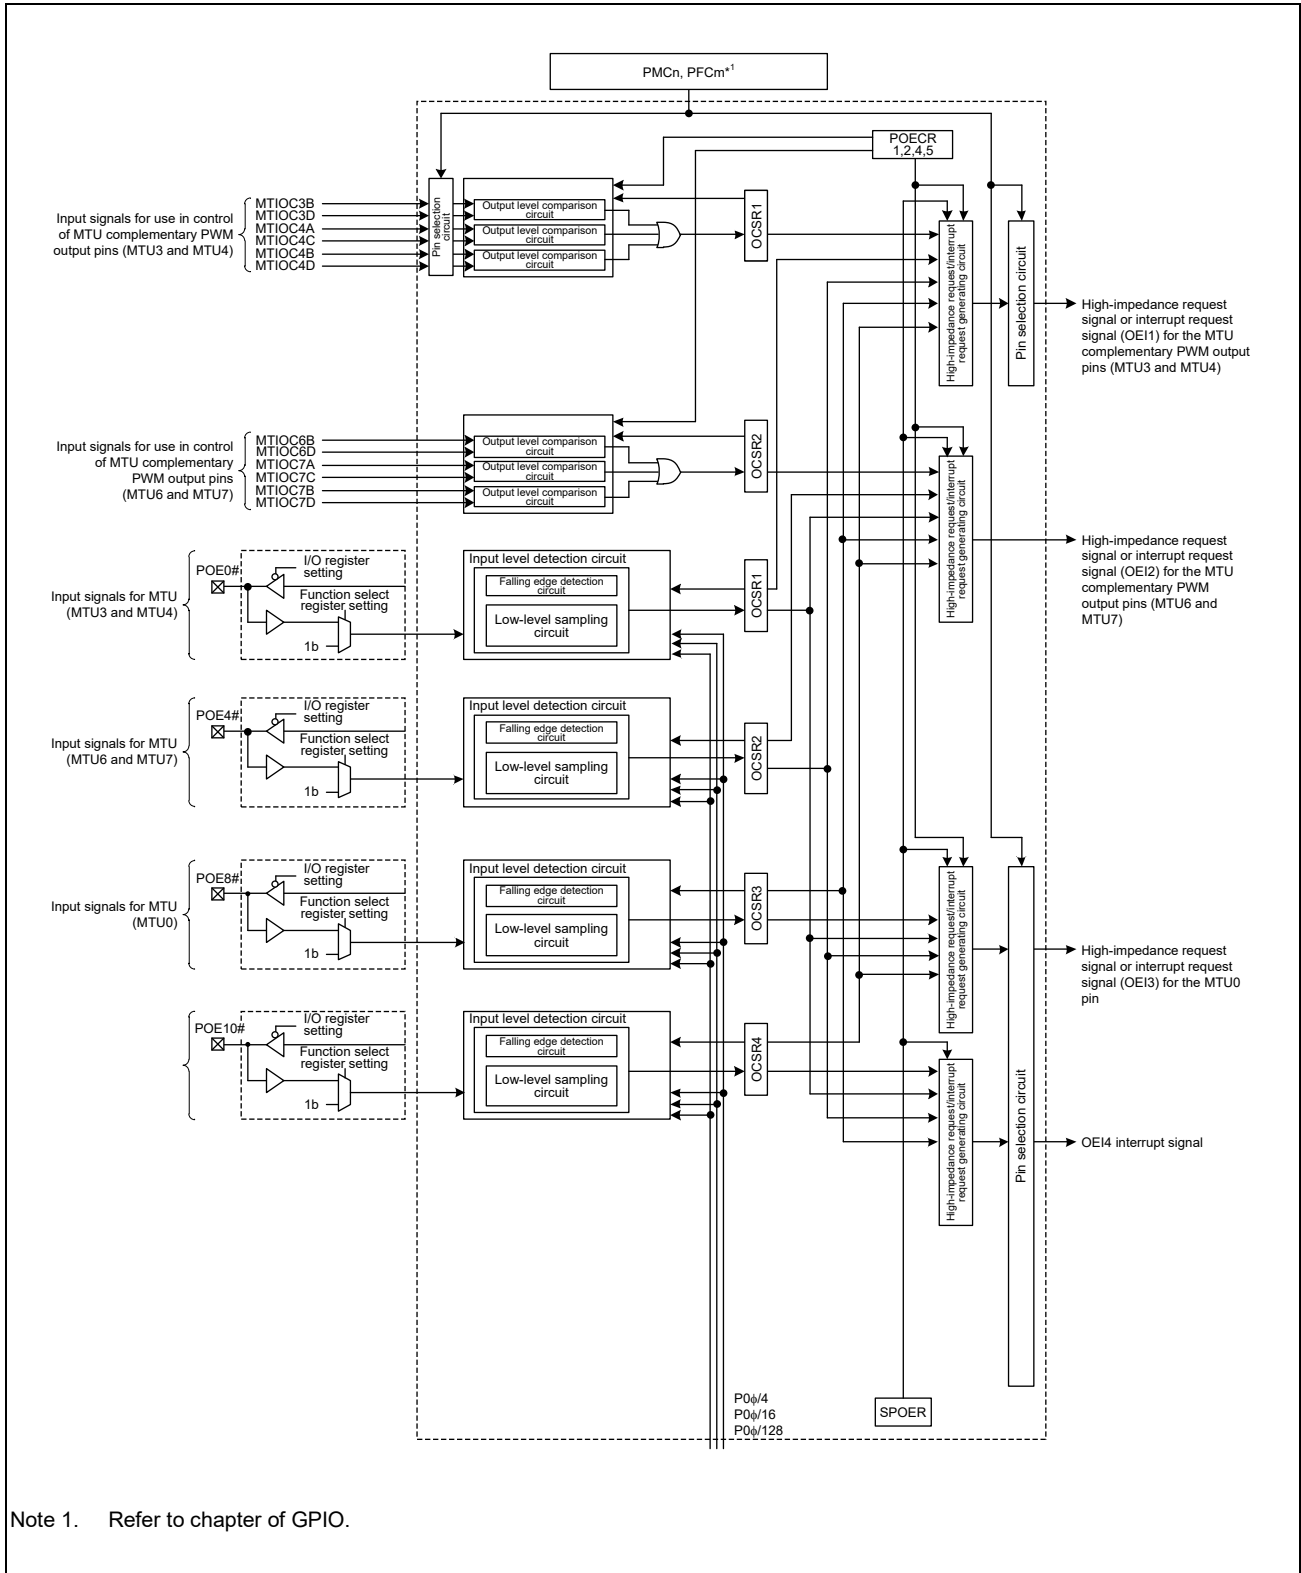 PMCn, PFCm*1
POECR
1,2,4,5
Input signals for use in control
of MTU complementary PWM
output pins (MTU3 and MTU4)
MTIOC3B
MTIOC3D
MTIOC4A
MTIOC4C
MTIOC4B
MTIOC4D
Pin selection
circuit
Output level comparison
circuit
Output level comparison
circuit
Output level comparison
circuit
OCSR1
High-impedance request/interrupt
request generating circuit
Pin selection circuit
High-impedance request
signal or interrupt request
signal (OEI1) for the MTU
complementary PWM output
pins (MTU3 and MTU4)
Input signals for use in control
of MTU complementary
PWM output pins
(MTU6 and MTU7)
MTIOC6B
MTIOC6D
MTIOC7A
MTIOC7C
MTIOC7B
MTIOC7D
Output level comparison
circuit
Output level comparison
circuit
Output level comparison
circuit
OCSR2
High-impedance request/interrupt
request generating circuit
High-impedance request
signal or interrupt request
signal (OEI2) for the MTU
complementary PWM
output pins (MTU6 and
MTU7)
Input signals for MTU
(MTU3 and MTU4)
POE0#
I/O register
setting
Function select
register setting
1b
Input level detection circuit
Falling edge detection
circuit
Low-level sampling
circuit
OCSR1
Input signals for MTU
(MTU6 and MTU7)
POE4#
I/O register
setting
Function select
register setting
1b
Input level detection circuit
Falling edge detection
circuit
Low-level sampling
circuit
OCSR2
Input signals for MTU
(MTU0)
POE8#
I/O register
setting
Function select
register setting
1b
Input level detection circuit
Falling edge detection
circuit
Low-level sampling
circuit
OCSR3
High-impedance request/interrupt
request generating circuit
Pin selection circuit
High-impedance request
signal or interrupt request
signal (OEI3) for the MTU0
pin
POE10#
I/O register
setting
Function select
register setting
1b
Input level detection circuit
Falling edge detection
circuit
Low-level sampling
circuit
OCSR4
High-impedance request/interrupt
request generating circuit
OEI4 interrupt signal
P0ϕ/4
P0ϕ/16
P0ϕ/128
SPOER
Note 1. Refer to chapter of GPIO.